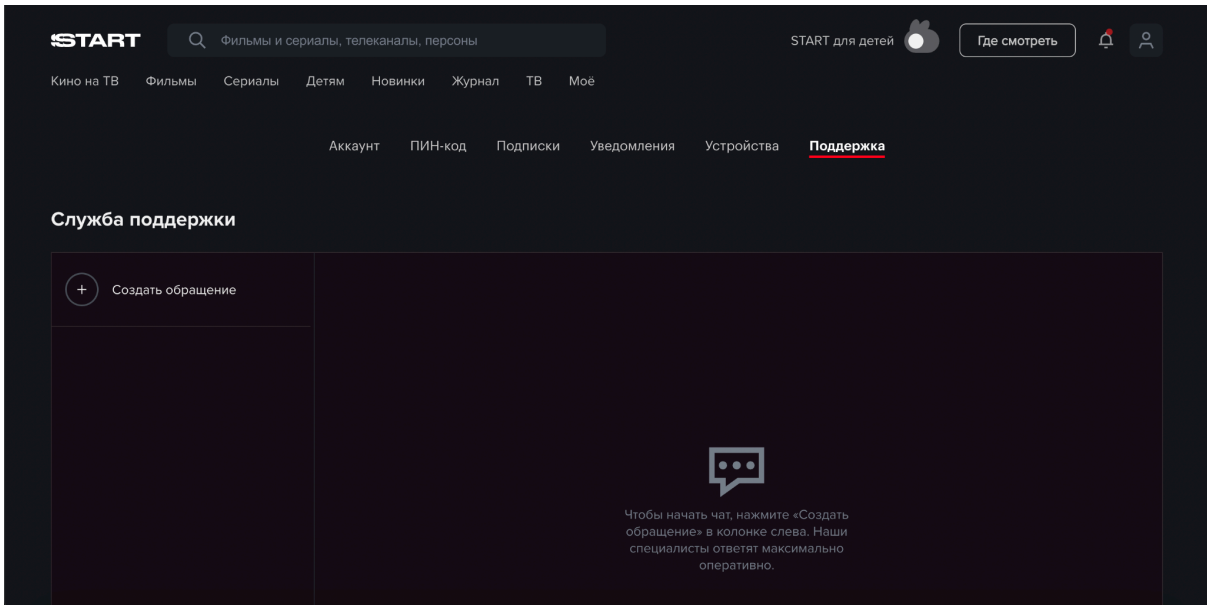 START
Фильмы и сериалы, телеканалы, персоны
START для детей
Где смотреть
Кино на ТВ Фильмы Сериалы Детям Новинки Журнал ТВ Моё
Аккаунт ПИН-код Подписки Уведомления Устройства Поддержка
Служба поддержки
+ Создать обращение
Чтобы начать чат, нажмите «Создать
обращение» в колонке слева. Наши
специалисты ответят максимально
оперативно.